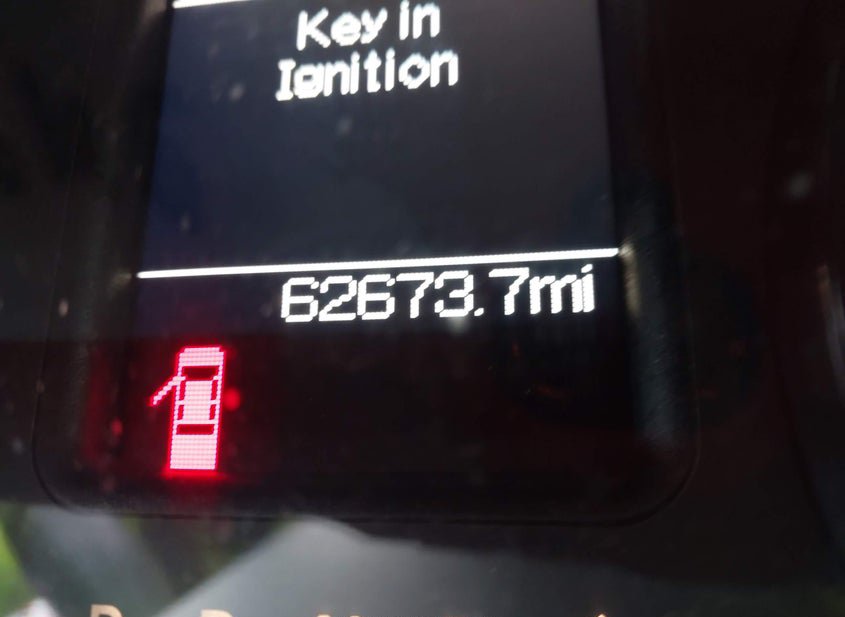 Key in
Ignition
62673.7mi